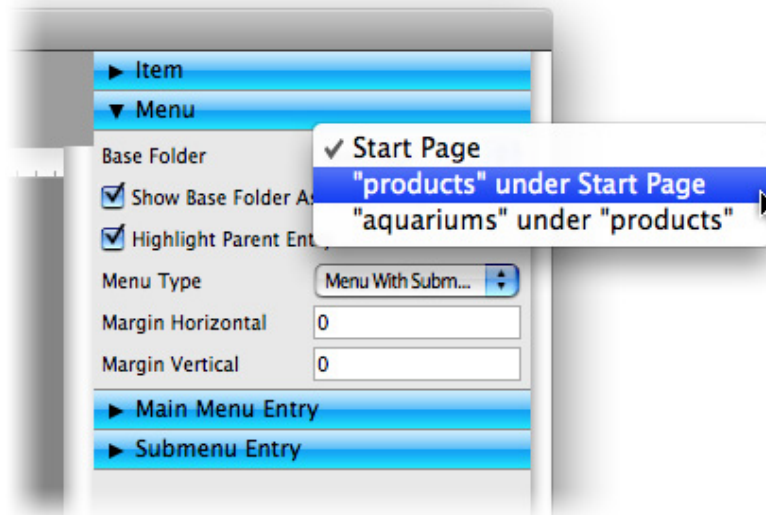 Item
Menu
Base Folder
✓ Start Page
"products" under Start Page
"aquariums" under "products"
Show Base Folder
Highlight Parent
Menu Type
Menu With Subm...
Margin Horizontal
0
Margin Vertical
0
Main Menu Entry
Submenu Entry